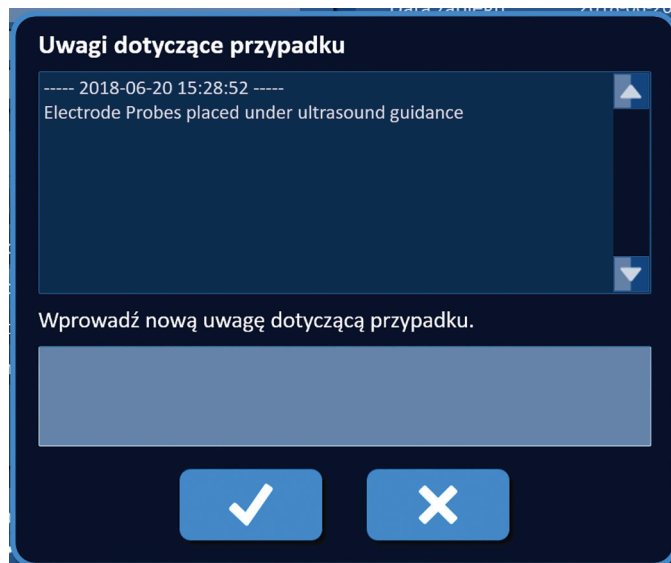 Uwagi dotyczące przypadku
----- 2018-06-20 15:28:52 -----
Electrode Probes placed under ultrasound guidance
Wprowadź nową uwagę dotyczącą przypadku.